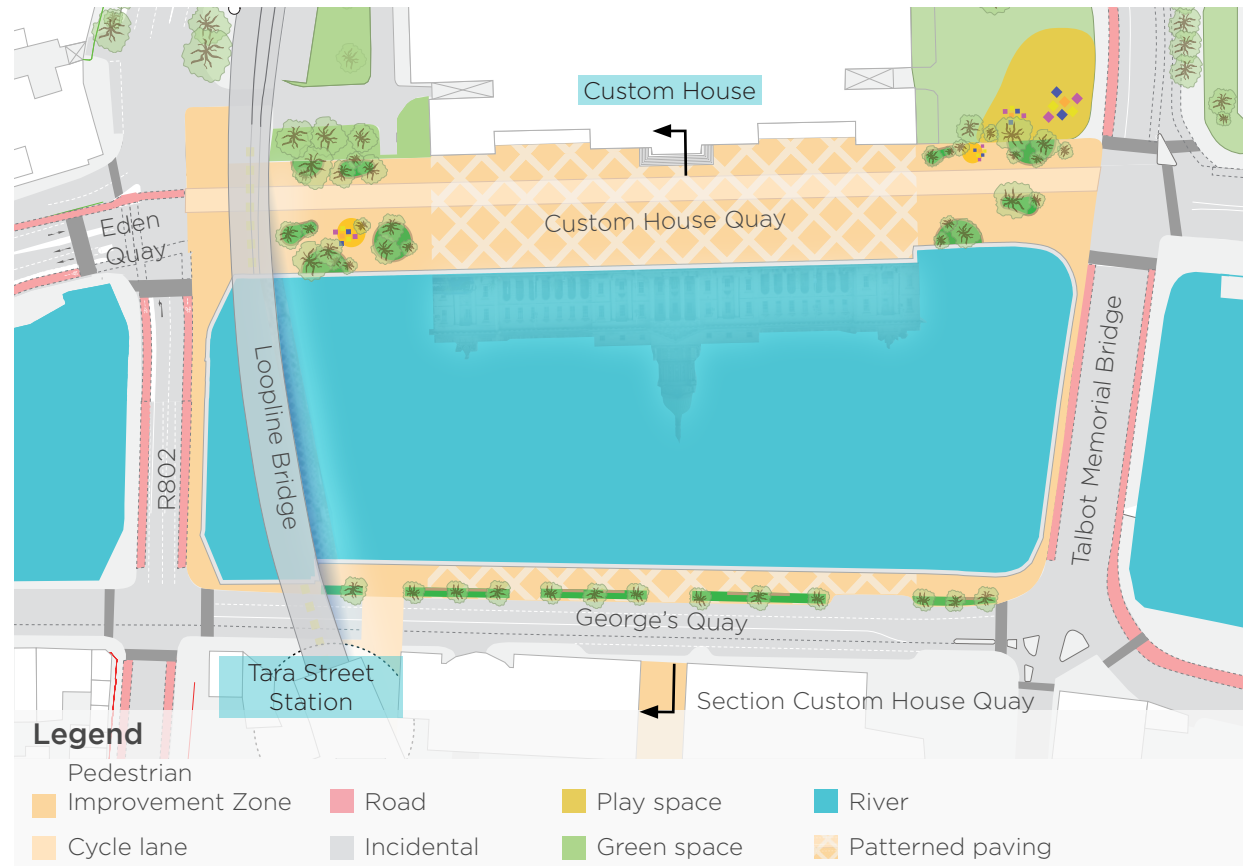 Custom House
Custom House Quay
Eden
Quay
Loopline Bridge
R802
Talbot Memorial Bridge
George's Quay
Tara Street
Station
Section Custom House Quay
Legend
Pedestrian
Improvement Zone
Road
Play space
River
Cycle lane
Incidental
Green space
Patterned paving